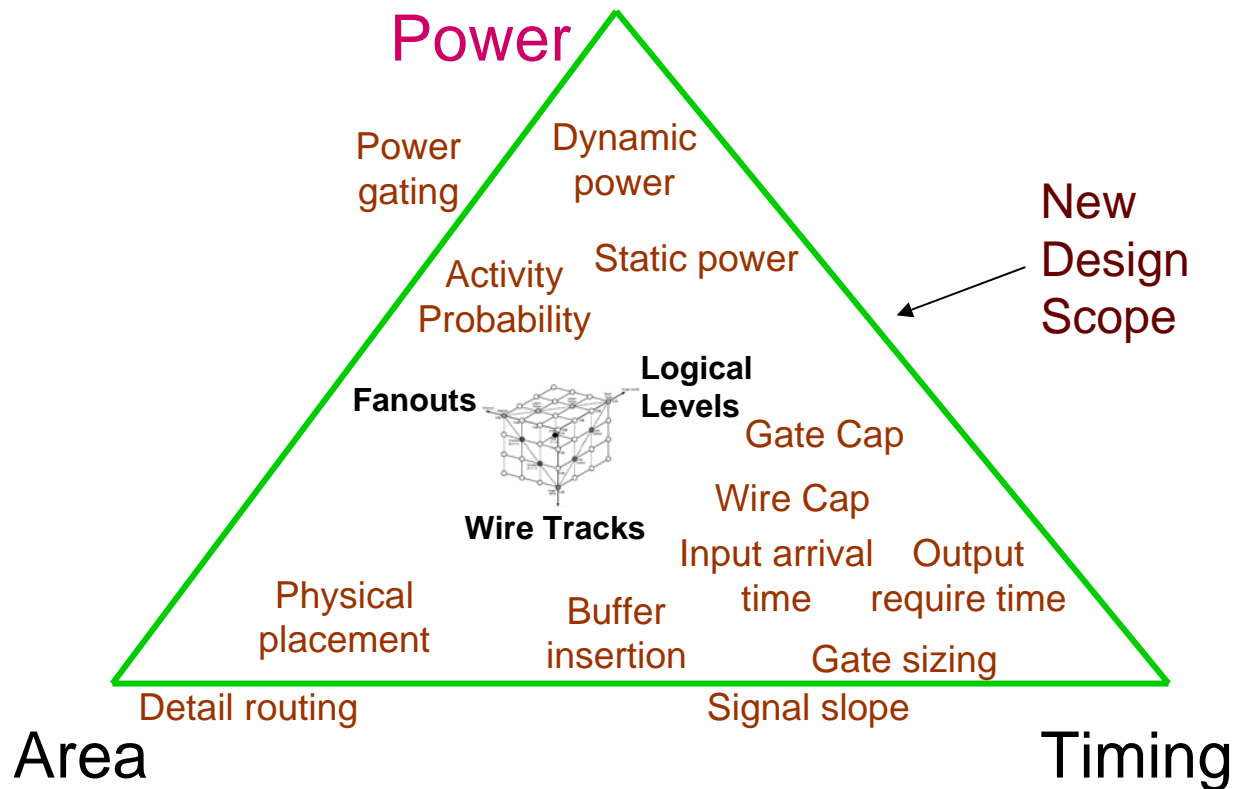 Power
Power
gating
Dynamic
power
New
Design
Scope
Activity
Probability
Static power
Fanouts
Logical
Levels
Gate Cap
Wire Cap
Wire Tracks
Input arrival
time
Output
require time
Physical
placement
Buffer
insertion
Gate sizing
Detail routing
Signal slope
Area
Timing